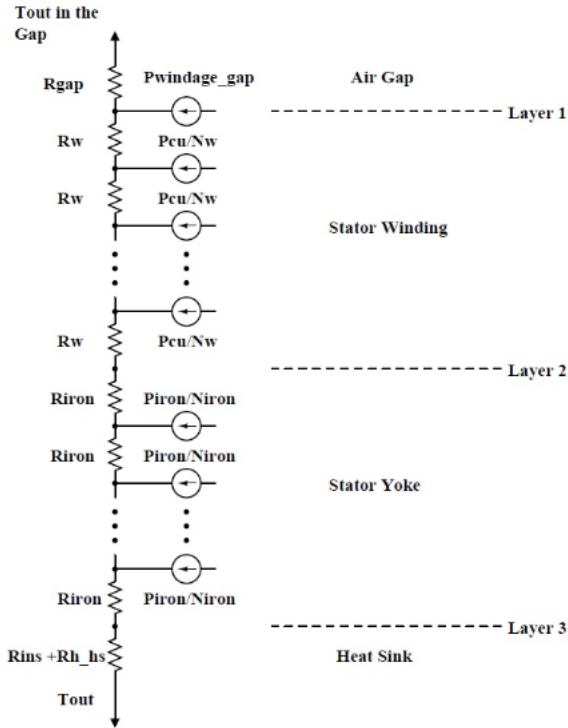 Tout in the
Gap
Rgap
Pwindage_gap
Air Gap
Layer 1
Rw
Pcu/Nw
Rw
Pcu/Nw
Stator Winding
Rw
Pcu/Nw
Layer 2
Riron
Piron/Niron
Riron
Piron/Niron
Stator Yoke
Riron
Piron/Niron
Layer 3
Rins +Rh_hs
Heat Sink
Tout